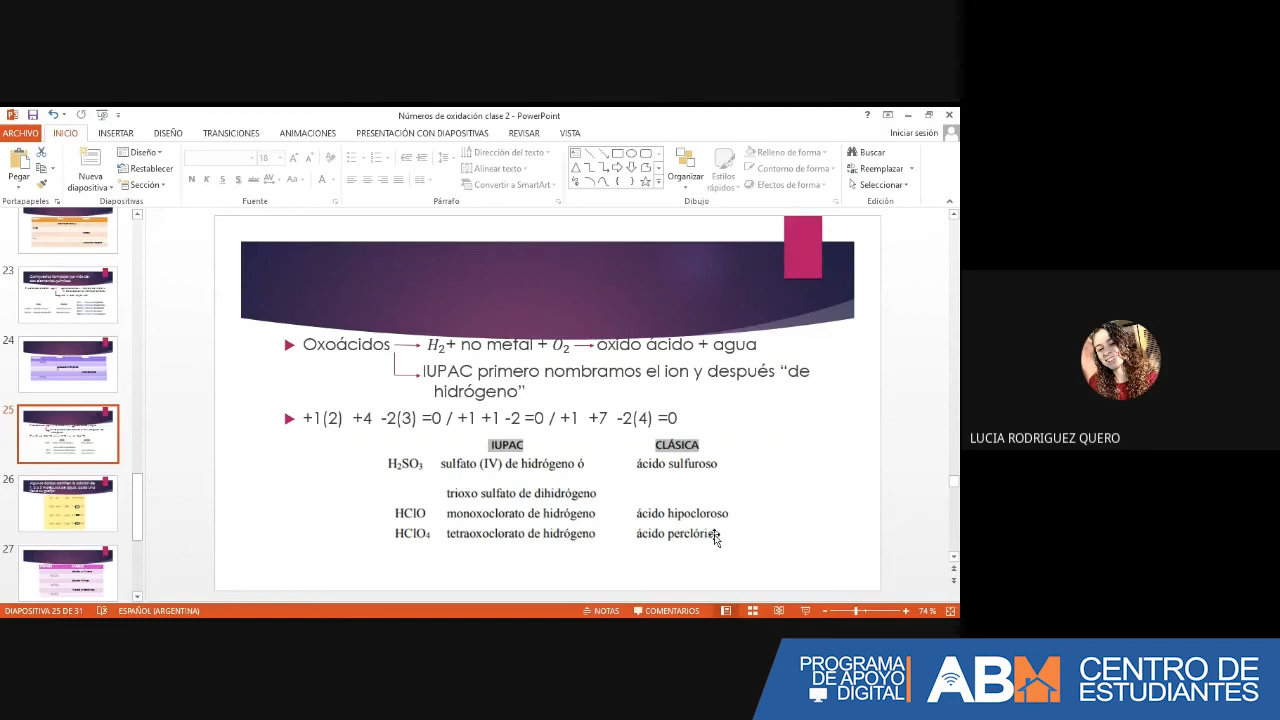 Números de oxidación clase 2 - PowerPoint
ARCHIVO INICIO INSERTAR DISEÑO TRANSICIONES ANIMACIONES PRESENTACIÓN CON DIAPOSITIVAS REVISAR VISTA Iniciar sesión
Pegar
Nueva diapositiva
Diseño
Restablecer
Sección
18
Dirección del texto
Alinear texto
Convertir a SmartArt
Organizar
Estilos rápidos
Relleno de forma
Contorno de forma
Efectos de forma
Buscar
Reemplazar
Seleccionar
Portapapeles Diapositivas Fuente Párrafo Dibujo Edición
23
24
25
26
27
Oxoácidos H₂+ no metal + O₂ oxido ácido + agua
IUPAC primero nombramos el ion y después “de
hidrógeno”
+1(2) +4 -2(3) =0 / +1 +1 -2 =0 / +1 +7 -2(4) =0
IUPAC CLÁSICA
H₂SO₃ sulfato (IV) de hidrógeno ó ácido sulfuroso
trioxo sulfato de dihidrógeno
HClO monoxoclorato de hidrógeno ácido hipocloroso
HClO₄ tetraoxoclorato de hidrógeno ácido perclórico
LUCIA RODRIGUEZ QUERO
DIAPOSITIVA 25 DE 31 ESPAÑOL (ARGENTINA) NOTAS COMENTARIOS 74 %
PROGRAMA
DE APOYO
DIGITAL
ABM
CENTRO DE
ESTUDIANTES